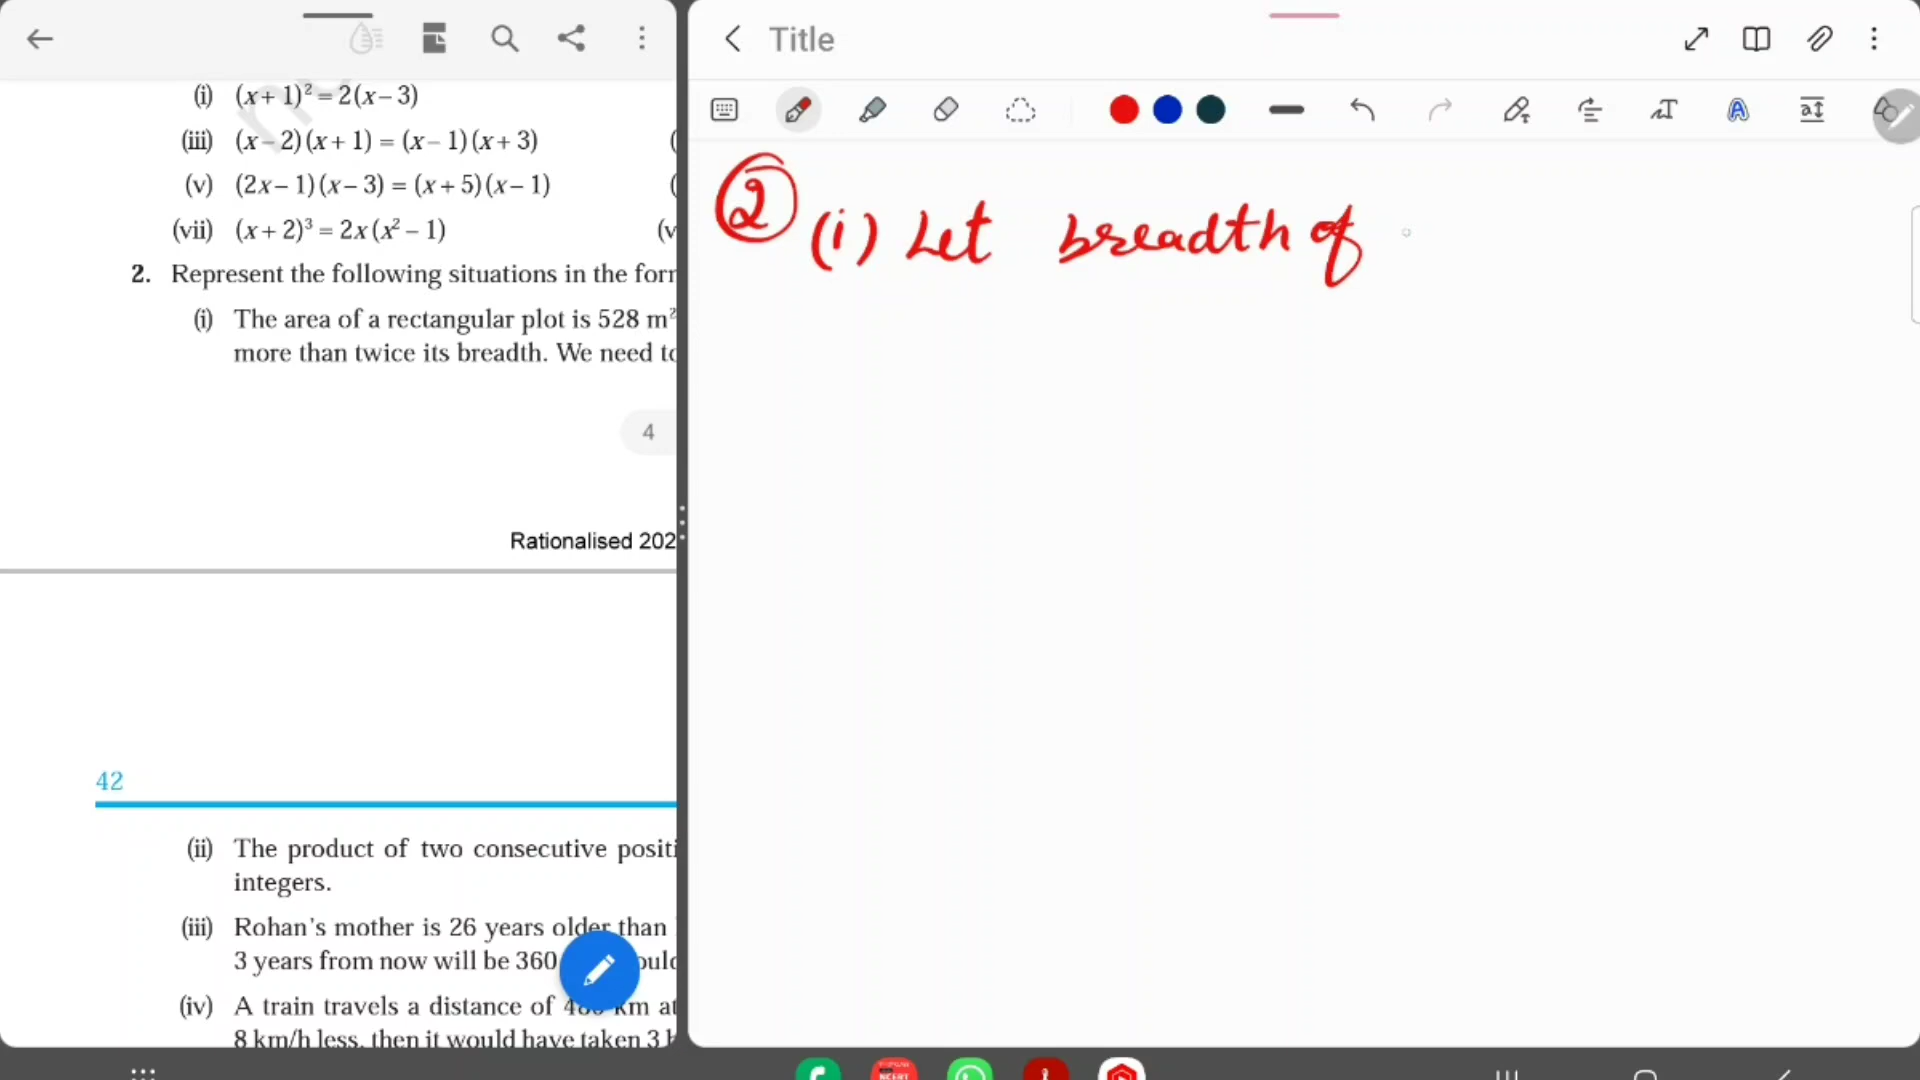 Title
(i) (x+ 1)² = 2(x– 3)
(iii) (x– 2)(x+ 1) = (x– 1)(x+ 3)
(v) (2x– 1)(x– 3) = (x+ 5)(x– 1)
(vii) (x+ 2)³ = 2x(x² – 1)
2. Represent the following situations in the for
(i) The area of a rectangular plot is 528 m²
more than twice its breadth. We need to
4
Rationalised 202
42
(ii) The product of two consecutive positi
integers.
(iii) Rohan's mother is 26 years older than
3 years from now will be 360
(iv) A train travels a distance of km at
8 km/h less, then it would have taken 3 h
② (i) Let breadth of